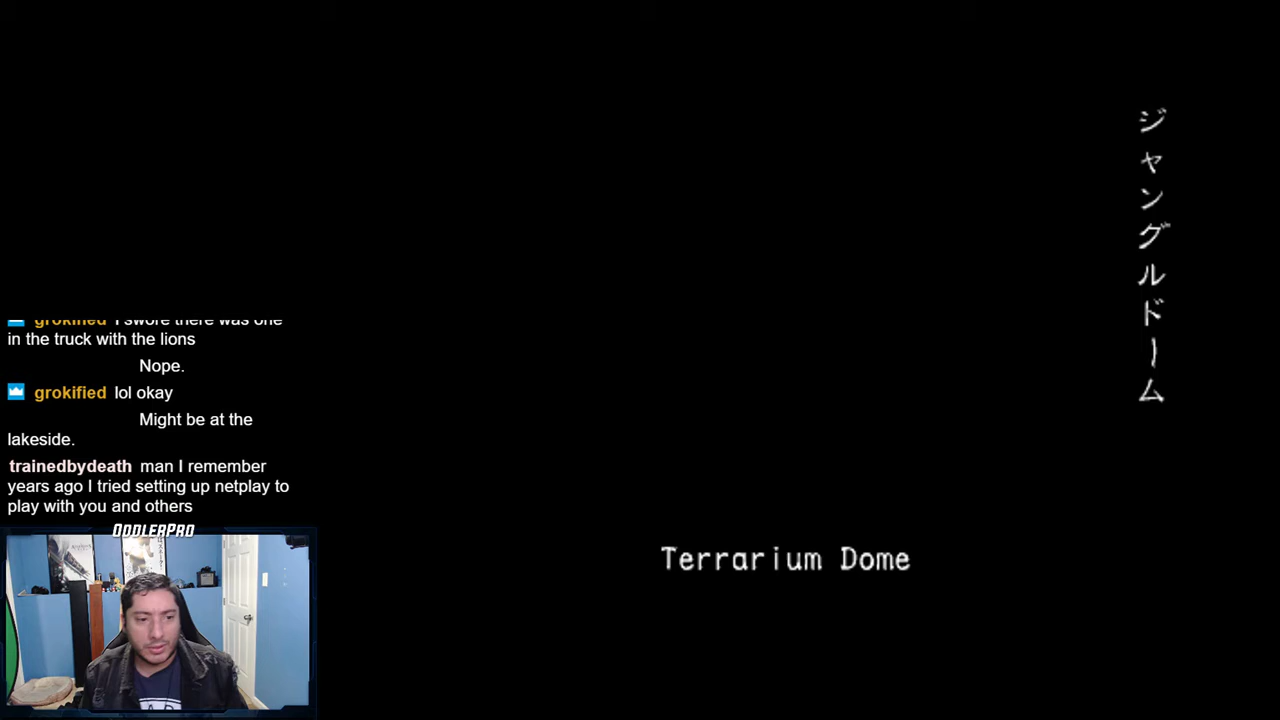 ジャングルドーム
grokified I swore there was one
in the truck with the lions
Nope.
grokified lol okay
Might be at the
lakeside.
trainedbydeath man I remember
years ago I tried setting up netplay to
play with you and others
ODDLERPRO
Terrarium Dome